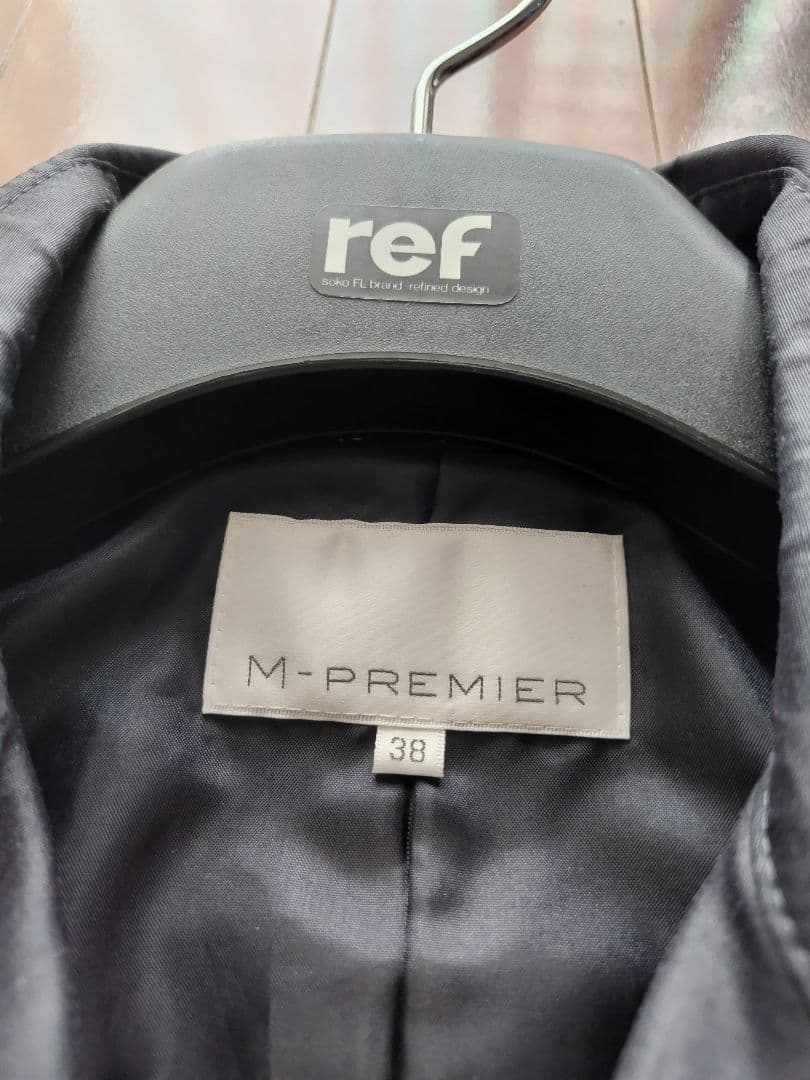 ref
soko FL brand refined design
M-PREMIER
38